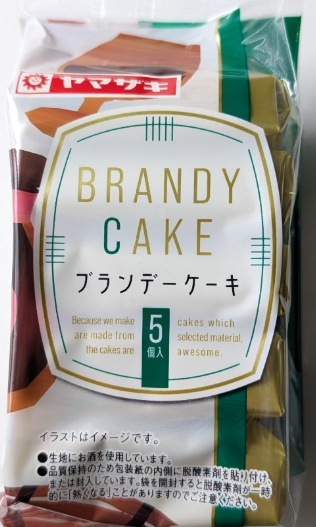 ヤマザキ
BRANDY
CAKE
ブランデーケーキ
Because we make 5 cakes which
are made from 個入 selected material,
the cakes are awesome.
イラストはイメージです。
●生地にお酒を使用しています。
●品質保持のため包装紙の内側に脱酸素剤を貼り付け、
または封入しています。袋を開封すると脱酸素剤が一時
的に「熱くなる」ことがありますのでご注意ください。